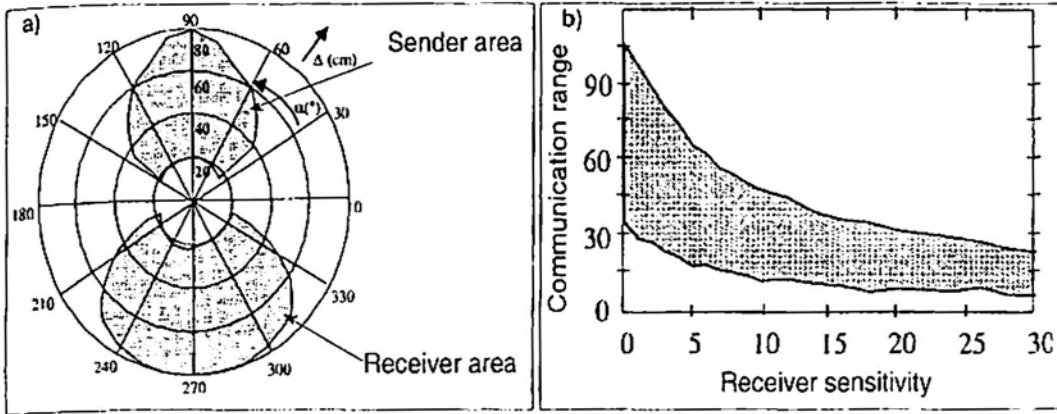 a)
90
120
60
Δ (cm)
Sender area
80
60
α(°)
150
30
40
20
180
0
210
330
240
300
270
Receiver area
b)
Communication range
90
60
30
0
0 5 10 15 20 25 30
Receiver sensitivity